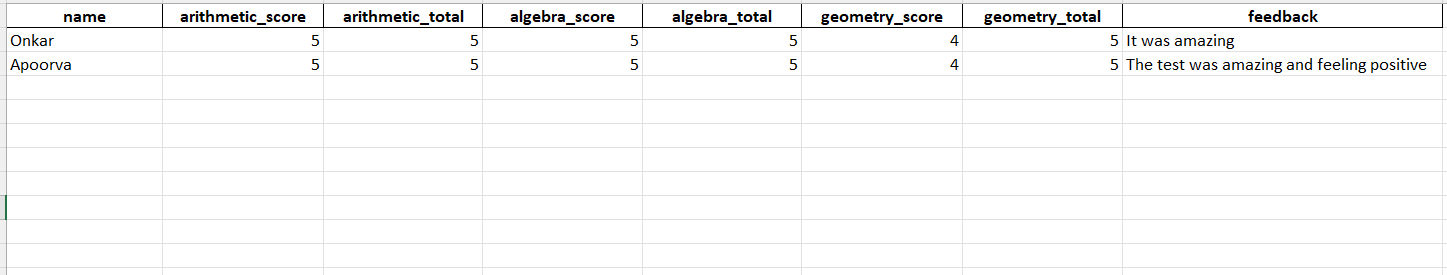 name arithmetic_score arithmetic_total algebra_score algebra_total geometry_score geometry_total feedback
Onkar 5 5 5 5 4 5 It was amazing
Apoorva 5 5 5 5 4 5 The test was amazing and feeling positive